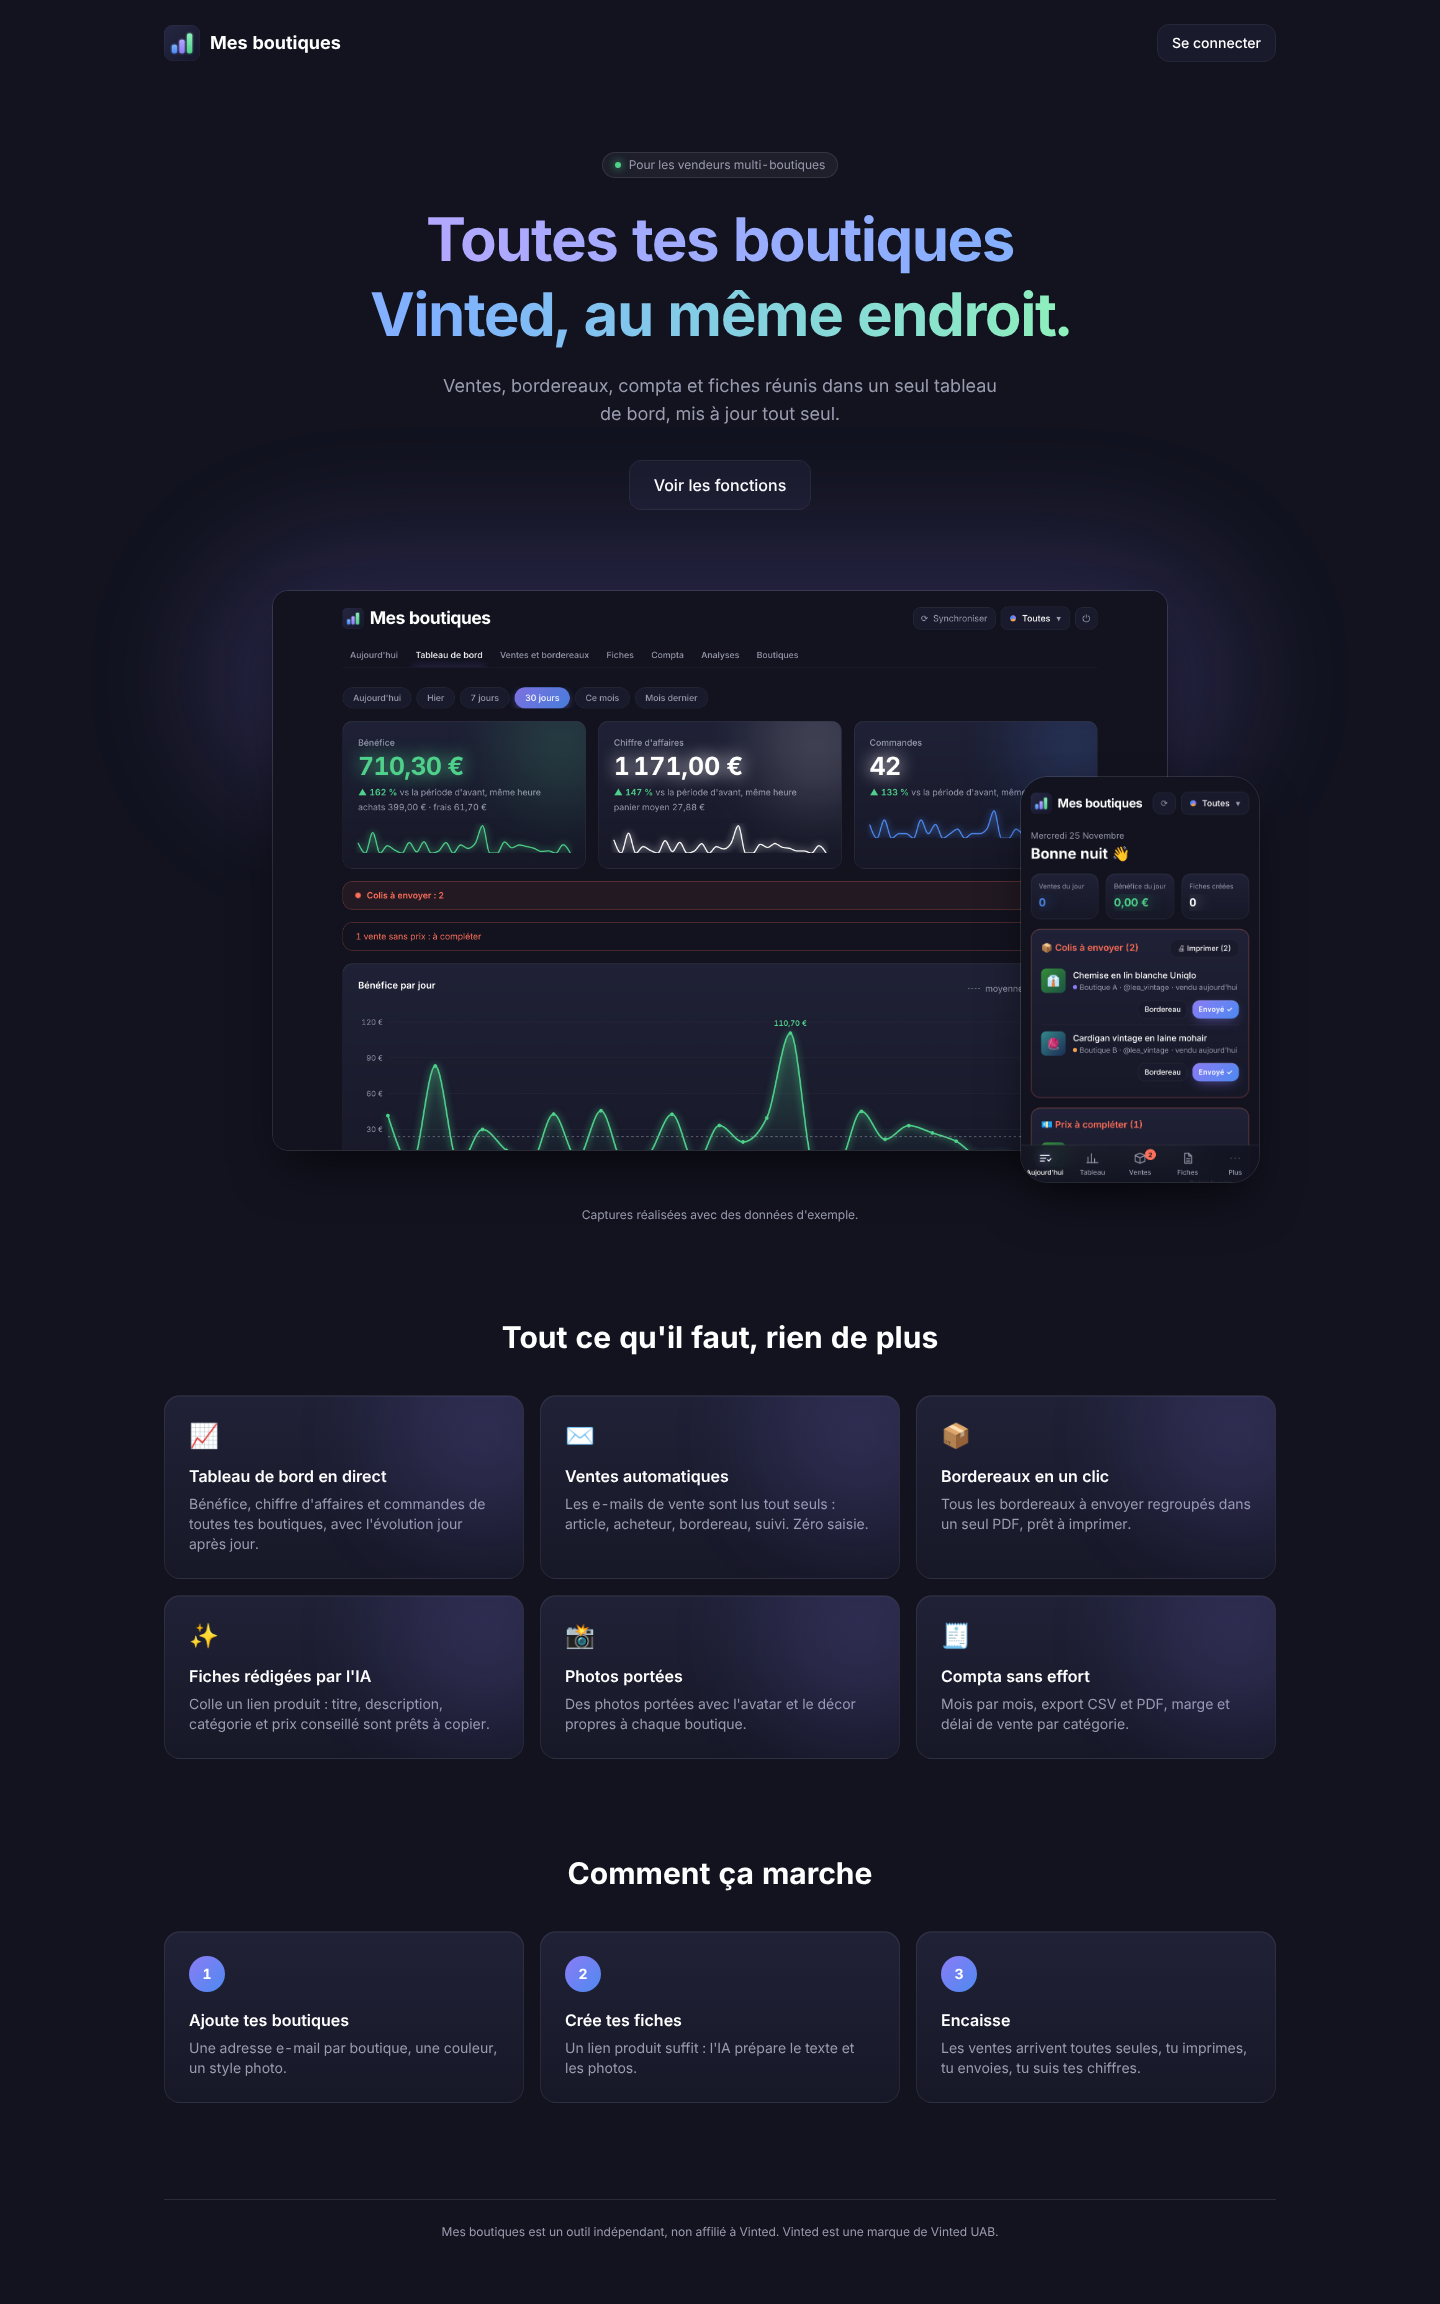 Mes boutiques
Se connecter
Pour les vendeurs multi-boutiques
Toutes tes boutiques
Vinted, au même endroit.
Ventes, bordereaux, compta et fiches réunis dans un seul tableau
de bord, mis à jour tout seul.
Voir les fonctions
Mes boutiques
Synchroniser
Toutes
Aujourd'hui Tableau de bord Ventes et bordereaux Fiches Compta Analyses Boutiques
Aujourd'hui Hier 7 jours 30 jours Ce mois Mois dernier
Bénéfice
710,30 €
▲ 162 % vs la période d'avant, même heure
achats 399,00 € · frais 61,70 €
Chiffre d'affaires
1 171,00 €
▲ 147 % vs la période d'avant, même heure
panier moyen 27,88 €
Commandes
42
▲ 133 % vs la période d'avant, mêm
Colis à envoyer : 2
1 vente sans prix : à compléter
Bénéfice par jour
moyenne
120 €
90 €
60 €
30 €
110,70 €
Mes boutiques
Toutes
Mercredi 25 Novembre
Bonne nuit 👋
Ventes du jour
0
Bénéfice du jour
0,00 €
Fiches créées
0
📦 Colis à envoyer (2)
Imprimer (2)
Chemise en lin blanche Uniqlo
Boutique A · @lea_vintage · vendu aujourd'hui
Bordereau Envoyé ✓
Cardigan vintage en laine mohair
Boutique B · @lea_vintage · vendu aujourd'hui
Bordereau Envoyé ✓
💶 Prix à compléter (1)
2
Aujourd'hui Tableau Ventes Fiches Plus
Captures réalisées avec des données d'exemple.
Tout ce qu'il faut, rien de plus
Tableau de bord en direct
Bénéfice, chiffre d'affaires et commandes de
toutes tes boutiques, avec l'évolution jour
après jour.
Ventes automatiques
Les e-mails de vente sont lus tout seuls :
article, acheteur, bordereau, suivi. Zéro saisie.
Bordereaux en un clic
Tous les bordereaux à envoyer regroupés dans
un seul PDF, prêt à imprimer.
Fiches rédigées par l'IA
Colle un lien produit : titre, description,
catégorie et prix conseillé sont prêts à copier.
Photos portées
Des photos portées avec l'avatar et le décor
propres à chaque boutique.
Compta sans effort
Mois par mois, export CSV et PDF, marge et
délai de vente par catégorie.
Comment ça marche
1
Ajoute tes boutiques
Une adresse e-mail par boutique, une couleur,
un style photo.
2
Crée tes fiches
Un lien produit suffit : l'IA prépare le texte et
les photos.
3
Encaisse
Les ventes arrivent toutes seules, tu imprimes,
tu envoies, tu suis tes chiffres.
Mes boutiques est un outil indépendant, non affilié à Vinted. Vinted est une marque de Vinted UAB.